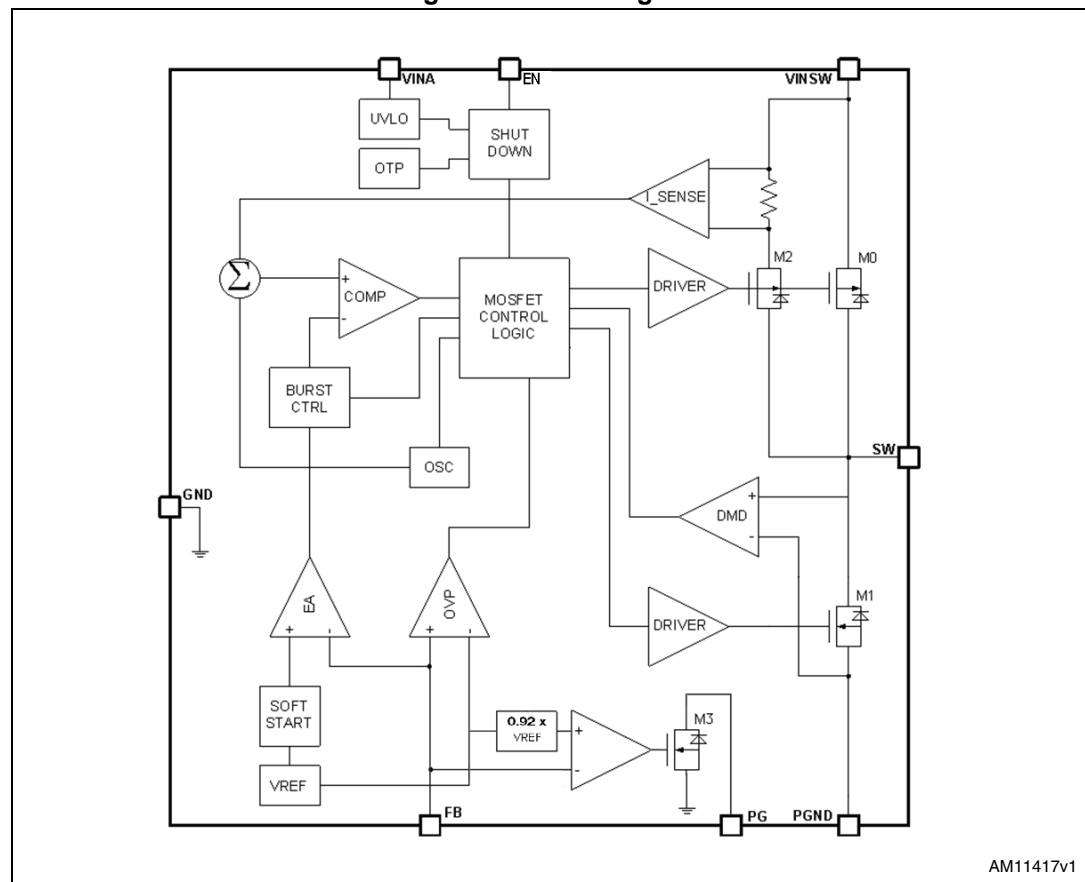 VINA
EN
VINSW
UVLO
SHUT
DOWN
OTP
I_SENSE
M2
M0
Σ
+
COMP
-
MOSFET
CONTROL
LOGIC
DRIVER
BURST
CTRL
OSC
SW
GND
+
DMD
-
EA
+
-
OVP
+
-
DRIVER
M1
SOFT
START
0.92 x
VREF
+
-
M3
VREF
FB
PG
PGND
AM11417v1